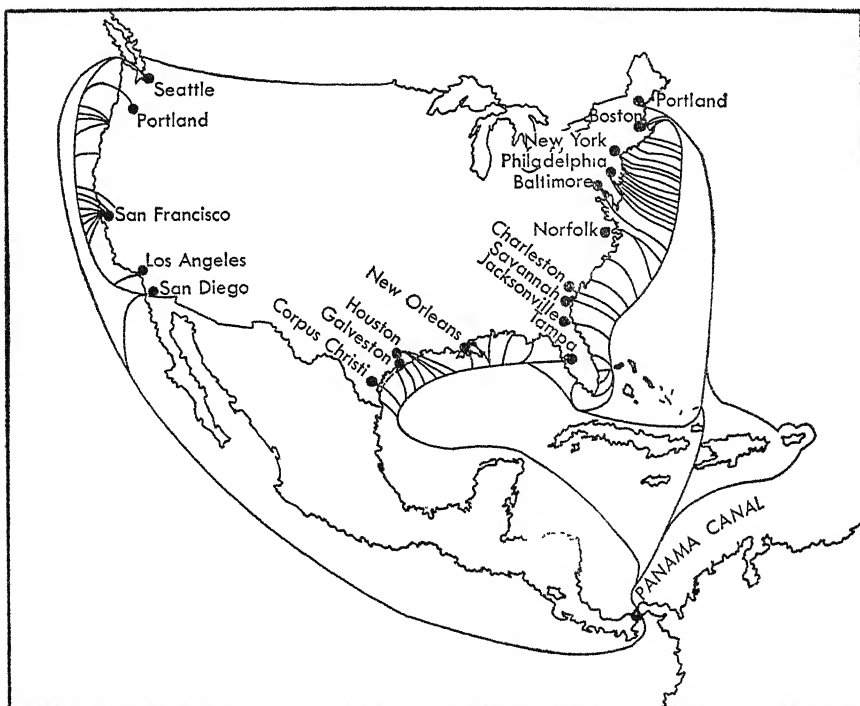 Seattle
Portland
San Francisco
Los Angeles
San Diego
Corpus Christi
Galveston
Houston
New Orleans
Portland
Boston
New York
Philadelphia
Baltimore
Norfolk
Charleston
Savannah
Jacksonville
Tampa
PANAMA CANAL